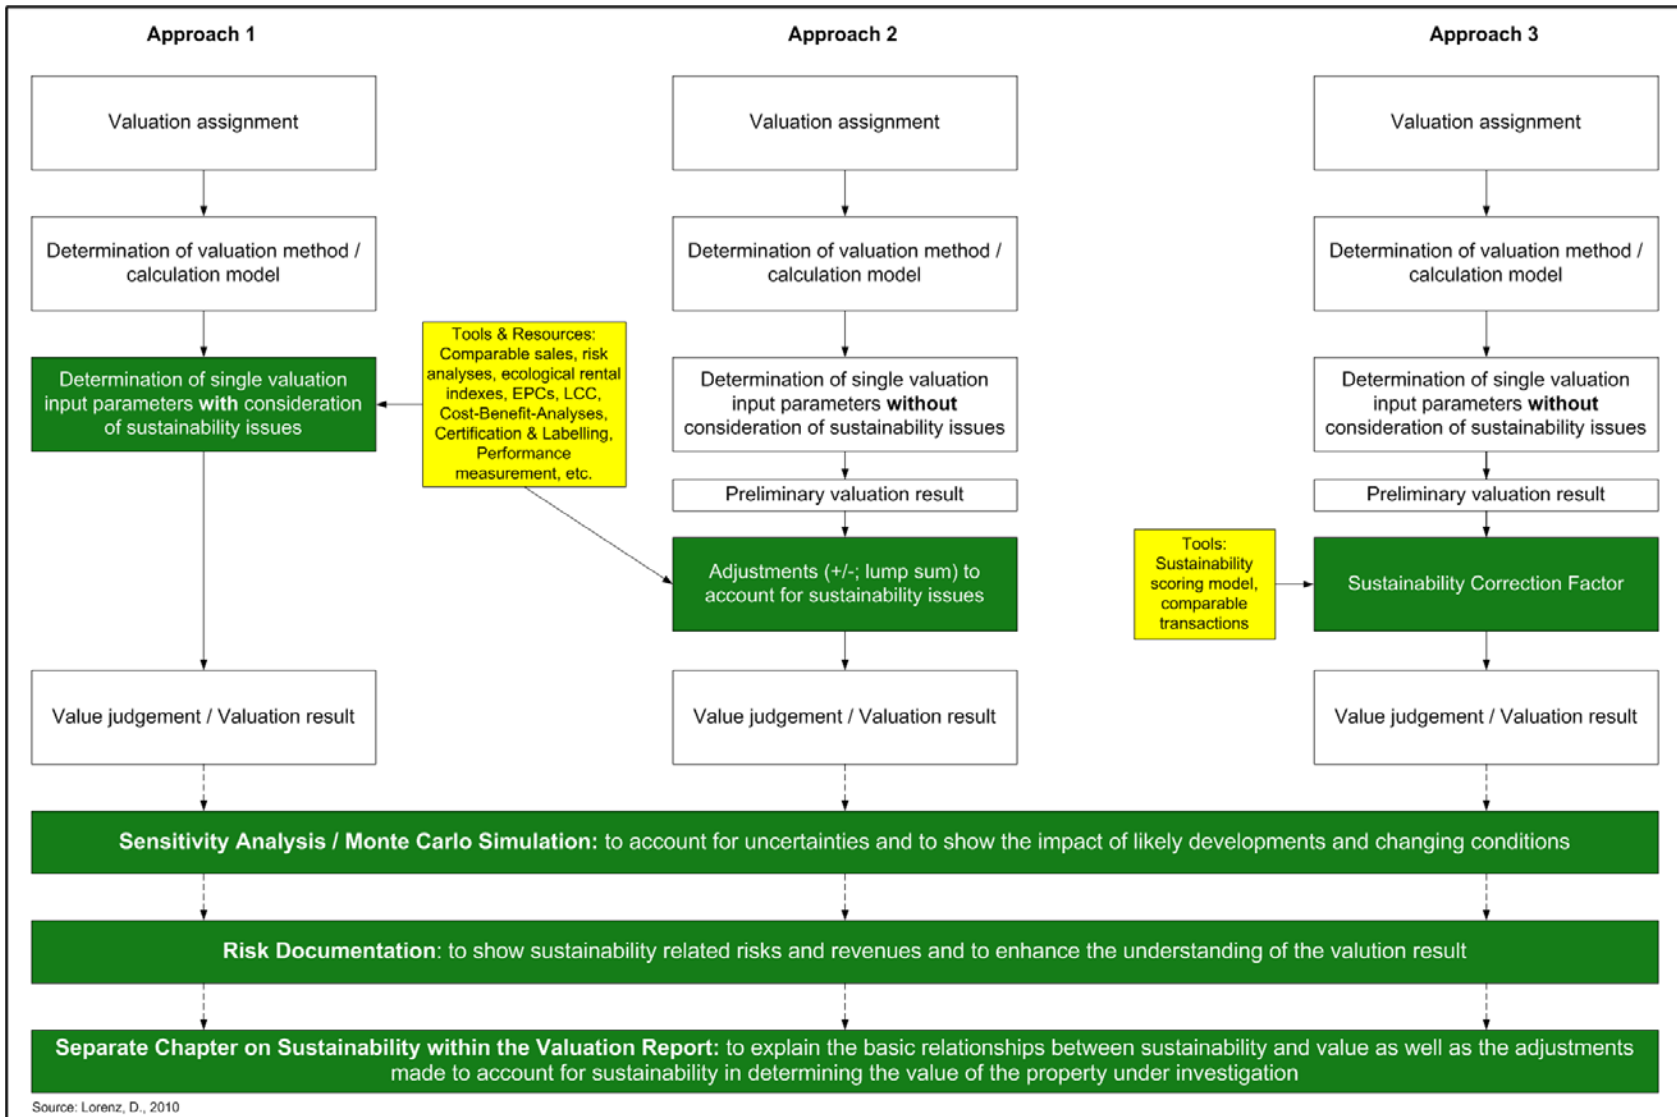 Approach 1
Approach 2
Approach 3
Valuation assignment
Valuation assignment
Valuation assignment
Determination of valuation method /
calculation model
Determination of valuation method /
calculation model
Determination of valuation method /
calculation model
Determination of single valuation
input parameters with consideration
of sustainability issues
Tools & Resources:
Comparable sales, risk
analyses, ecological rental
indexes, EPCs, LCC,
Cost-Benefit-Analyses,
Certification & Labelling,
Performance
measurement, etc.
Determination of single valuation
input parameters without
consideration of sustainability issues
Determination of single valuation
input parameters without
consideration of sustainability issues
Preliminary valuation result
Preliminary valuation result
Adjustments (+/-; lump sum) to
account for sustainability issues
Tools:
Sustainability
scoring model,
comparable
transactions
Sustainability Correction Factor
Value judgement / Valuation result
Value judgement / Valuation result
Value judgement / Valuation result
Sensitivity Analysis / Monte Carlo Simulation: to account for uncertainties and to show the impact of likely developments and changing conditions
Risk Documentation: to show sustainability related risks and revenues and to enhance the understanding of the valution result
Separate Chapter on Sustainability within the Valuation Report: to explain the basic relationships between sustainability and value as well as the adjustments
made to account for sustainability in determining the value of the property under investigation
Source: Lorenz, D., 2010